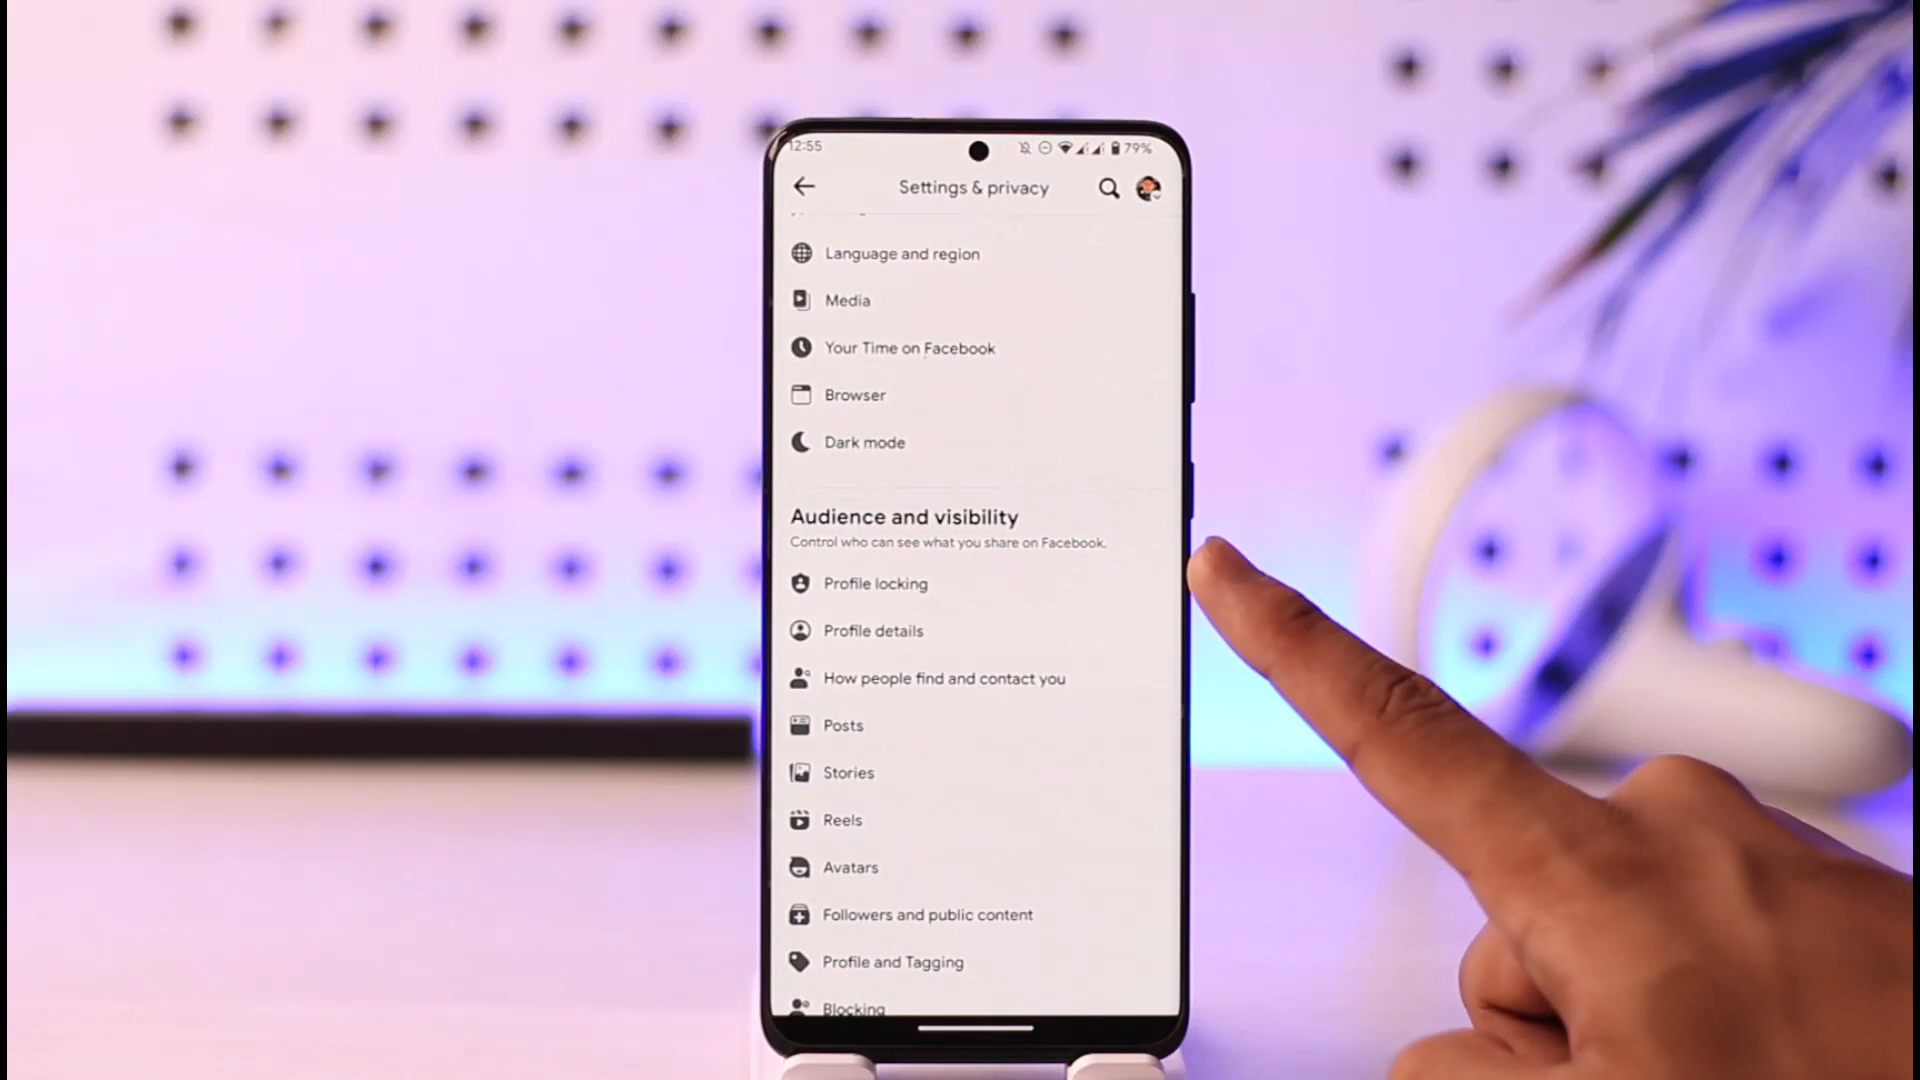 12:55
79%
Settings & privacy
Language and region
Media
Your Time on Facebook
Browser
Dark mode
Audience and visibility
Control who can see what you share on Facebook.
Profile locking
Profile details
How people find and contact you
Posts
Stories
Reels
Avatars
Followers and public content
Profile and Tagging
Blocking